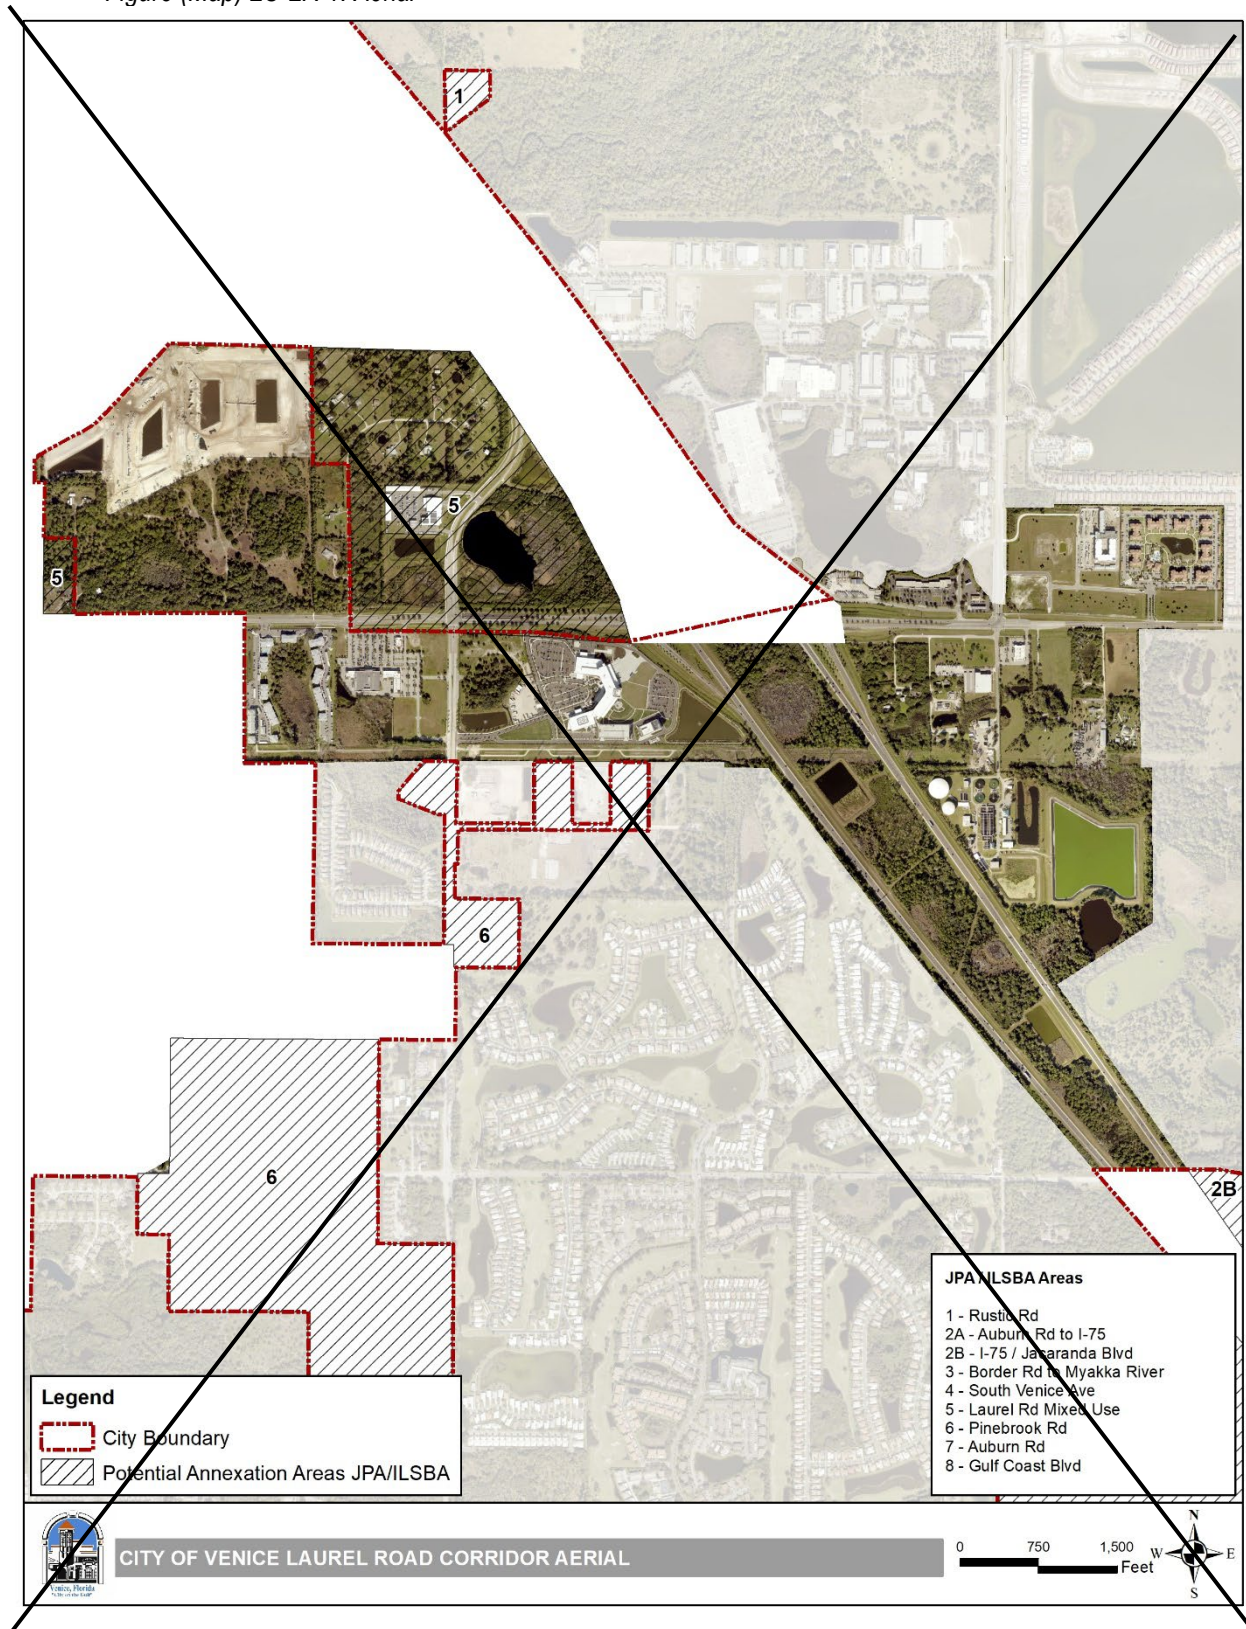 1
5
5
6
6
2B
JPA/ILSBA Areas
1 - Rustic Rd
2A - Auburn Rd to I-75
2B - I-75 / Jacaranda Blvd
3 - Border Rd to Myakka River
4 - South Venice Ave
5 - Laurel Rd Mixed Use
6 - Pinebrook Rd
7 - Auburn Rd
8 - Gulf Coast Blvd
Legend
City Boundary
Potential Annexation Areas JPA/ILSBA
Venice, Florida
CITY OF VENICE LAUREL ROAD CORRIDOR AERIAL
0 750 1,500
Feet
N
W E
S